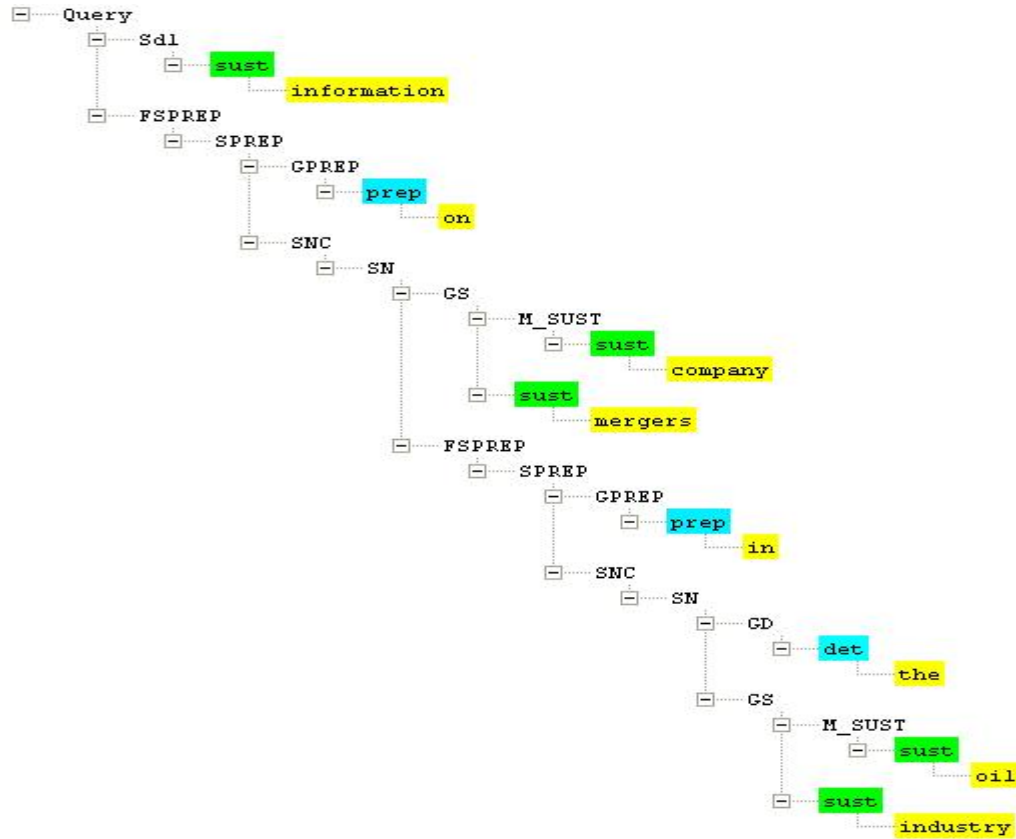 Query
Sdl
sust
information
FSPREP
SPREP
GPREP
prep
on
SNC
SN
GS
M_SUST
sust
company
sust
mergers
FSPREP
SPREP
GPREP
prep
in
SNC
SN
GD
det
the
GS
M_SUST
sust
oil
sust
industry